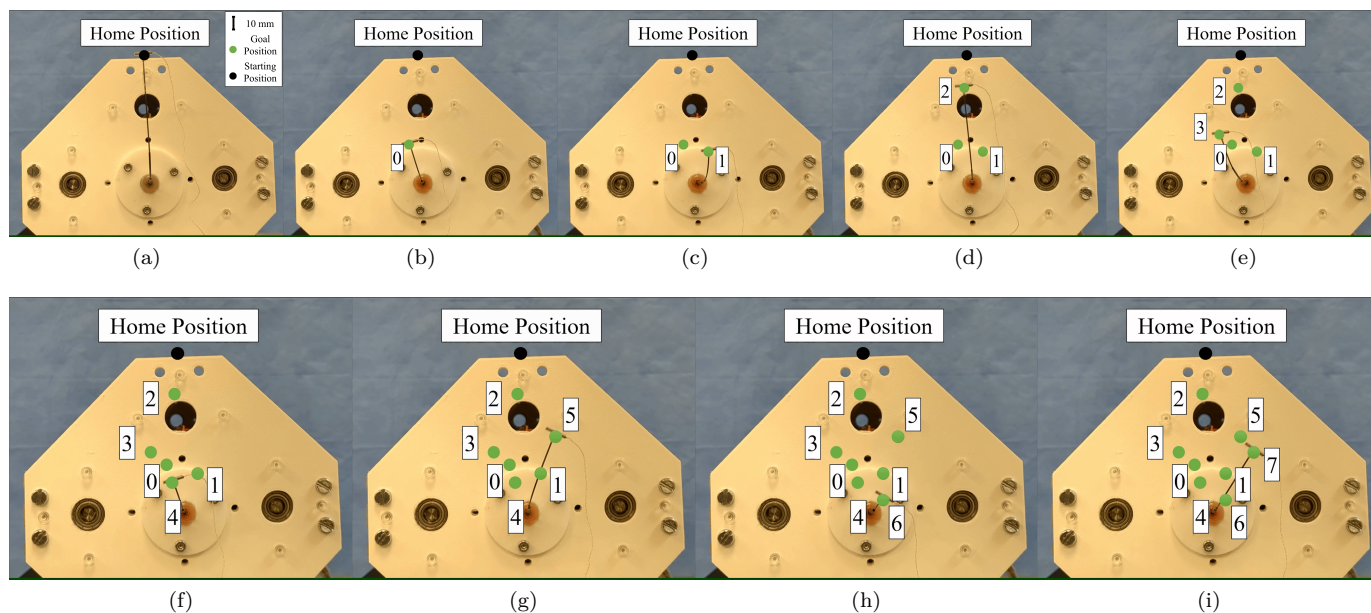 Home Position
10 mm
Goal
Position
Starting
Position
(a)
Home Position
0
(b)
Home Position
0
1
(c)
Home Position
2
0
1
(d)
Home Position
2
3
0
1
(e)
Home Position
2
3
0
1
4
(f)
Home Position
2
5
3
0
1
4
(g)
Home Position
2
5
3
0
1
4
6
(h)
Home Position
2
5
3
7
0
1
4
6
(i)